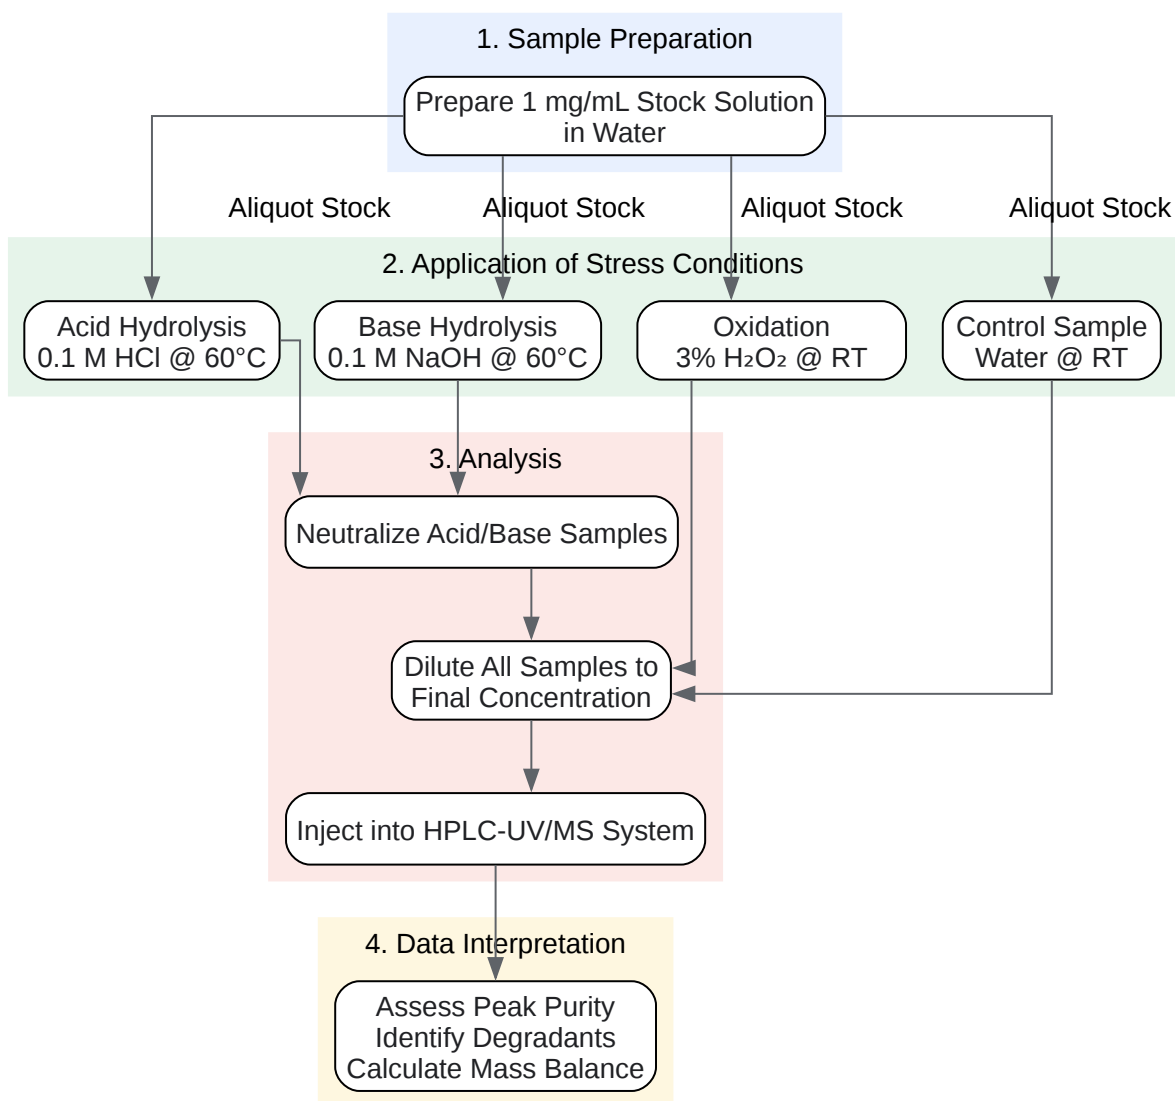 1. Sample Preparation
Prepare 1 mg/mL Stock Solution
in Water
Aliquot Stock
Aliquot Stock
Aliquot Stock
Aliquot Stock
2. Application of Stress Conditions
Acid Hydrolysis
0.1 M HCl @ 60°C
Base Hydrolysis
0.1 M NaOH @ 60°C
Oxidation
3% H₂O₂ @ RT
Control Sample
Water @ RT
3. Analysis
Neutralize Acid/Base Samples
Dilute All Samples to
Final Concentration
Inject into HPLC-UV/MS System
4. Data Interpretation
Assess Peak Purity
Identify Degradants
Calculate Mass Balance